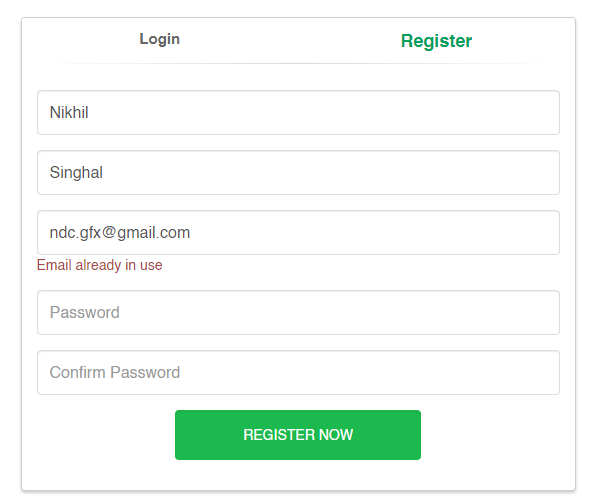 Login
Register
Nikhil
Singhal
ndc.gfx@gmail.com
Email already in use
Password
Confirm Password
REGISTER NOW